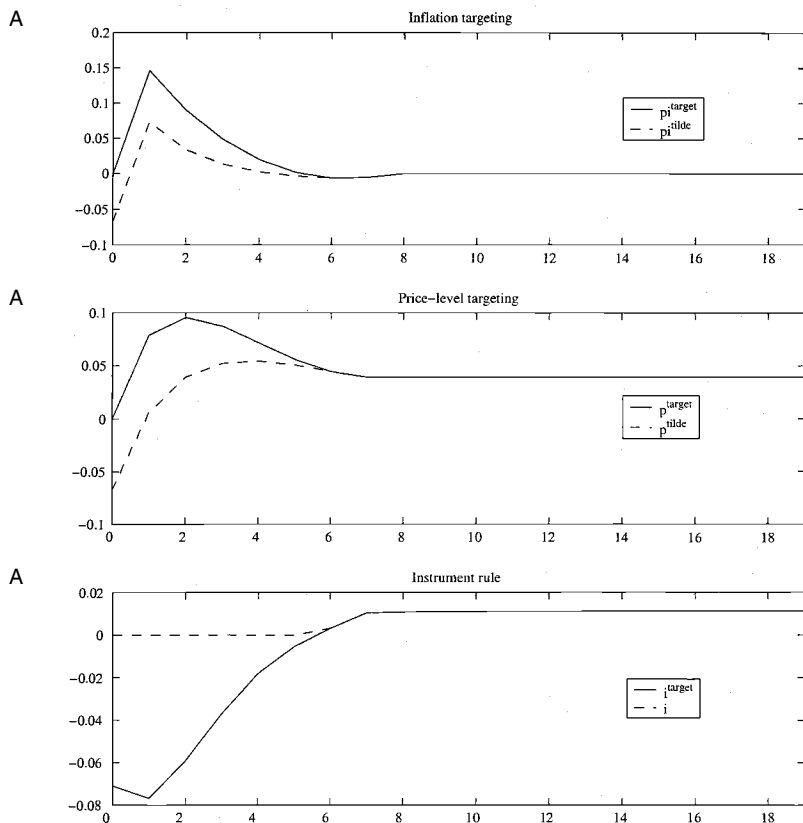 A
Inflation targeting
0.2
0.15
0.1
0.05
0
−0.05
−0.1
pi^target
pi^tilde
0 2 4 6 8 10 12 14 16 18
A
Price−level targeting
0.1
0.05
0
−0.05
−0.1
p^target
p^tilde
0 2 4 6 8 10 12 14 16 18
A
Instrument rule
0.02
0
−0.02
−0.04
−0.06
−0.08
i^target
i
0 2 4 6 8 10 12 14 16 18